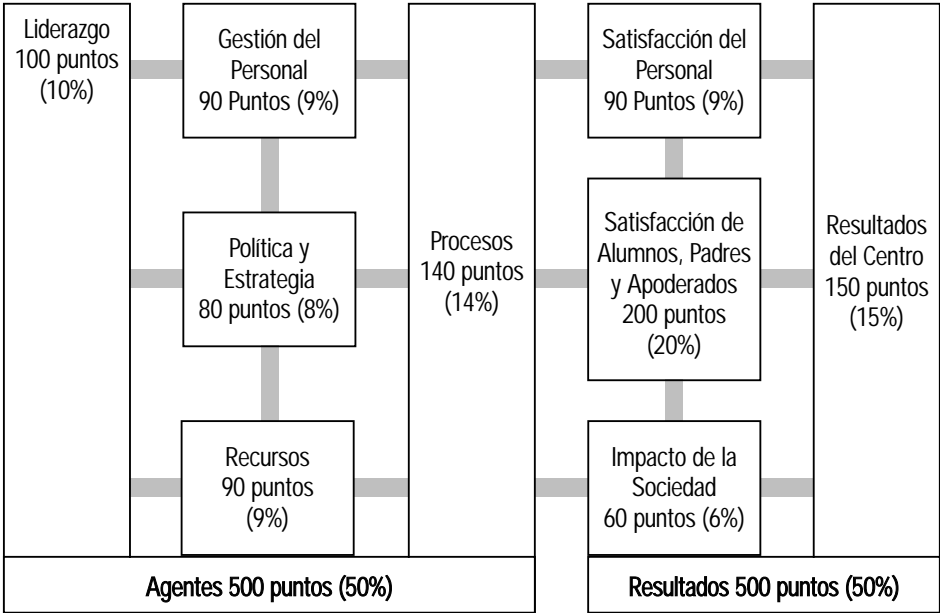 Liderazgo
100 puntos
(10%)
Gestión del
Personal
90 Puntos (9%)
Política y
Estrategia
80 puntos (8%)
Recursos
90 puntos
(9%)
Procesos
140 puntos
(14%)
Satisfacción del
Personal
90 Puntos (9%)
Satisfacción de
Alumnos, Padres
y Apoderados
200 puntos
(20%)
Impacto de la
Sociedad
60 puntos (6%)
Resultados
del Centro
150 puntos
(15%)
Agentes 500 puntos (50%)
Resultados 500 puntos (50%)